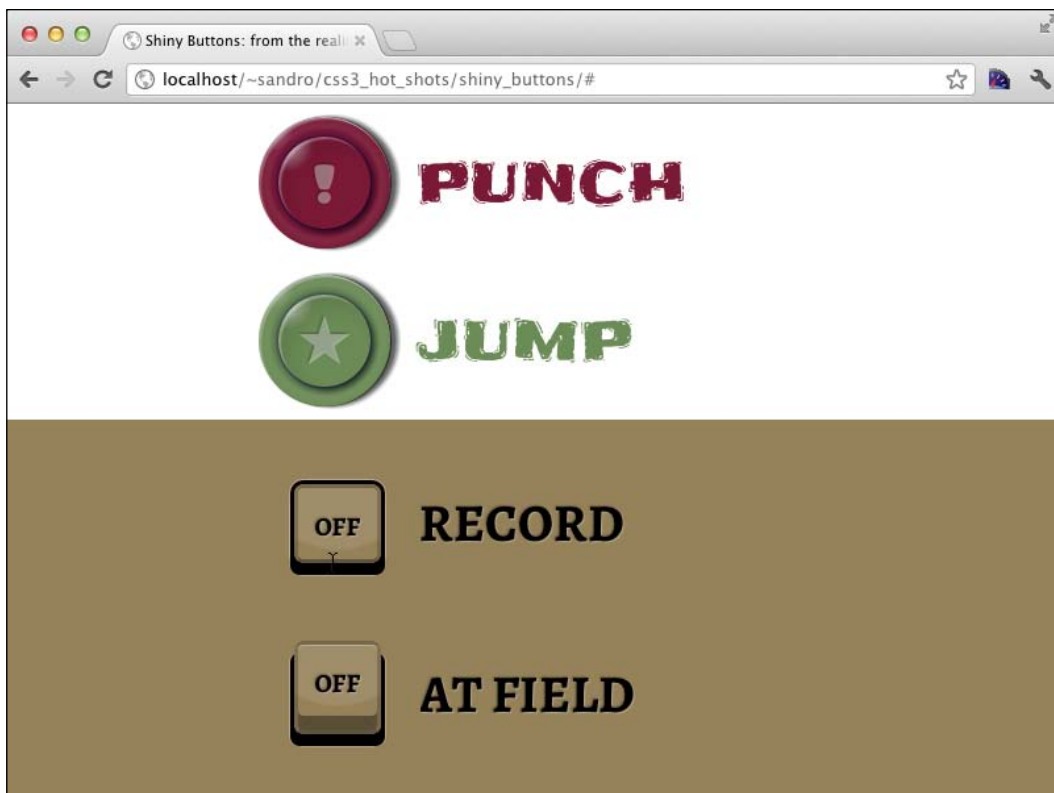 Shiny Buttons: from the real
localhost/~sandro/css3_hot_shots/shiny_buttons/#
PUNCH
JUMP
OFF RECORD
OFF AT FIELD